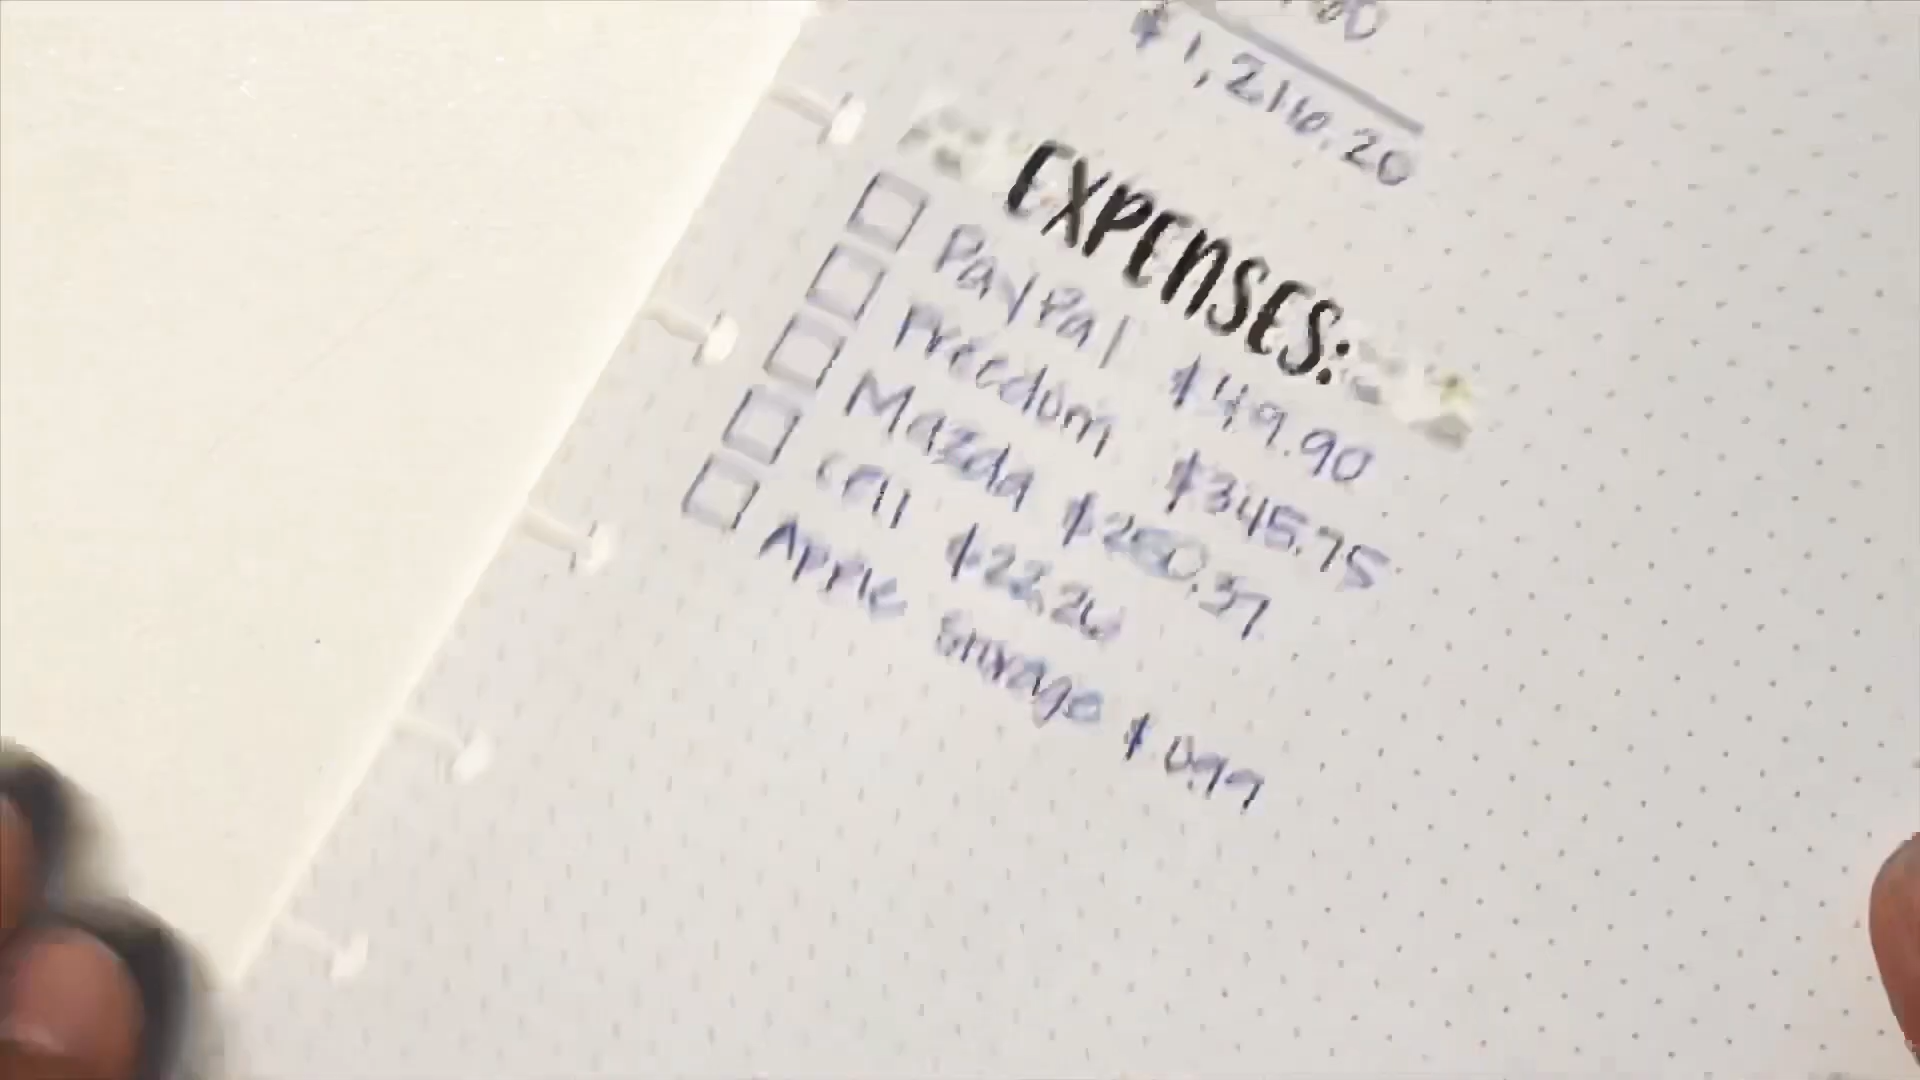 $1,216.20
EXPENSES:
PayPal $49.90
Freedom $345.75
Mazda $250.37
Cell $22.26
Apple Storage $0.99